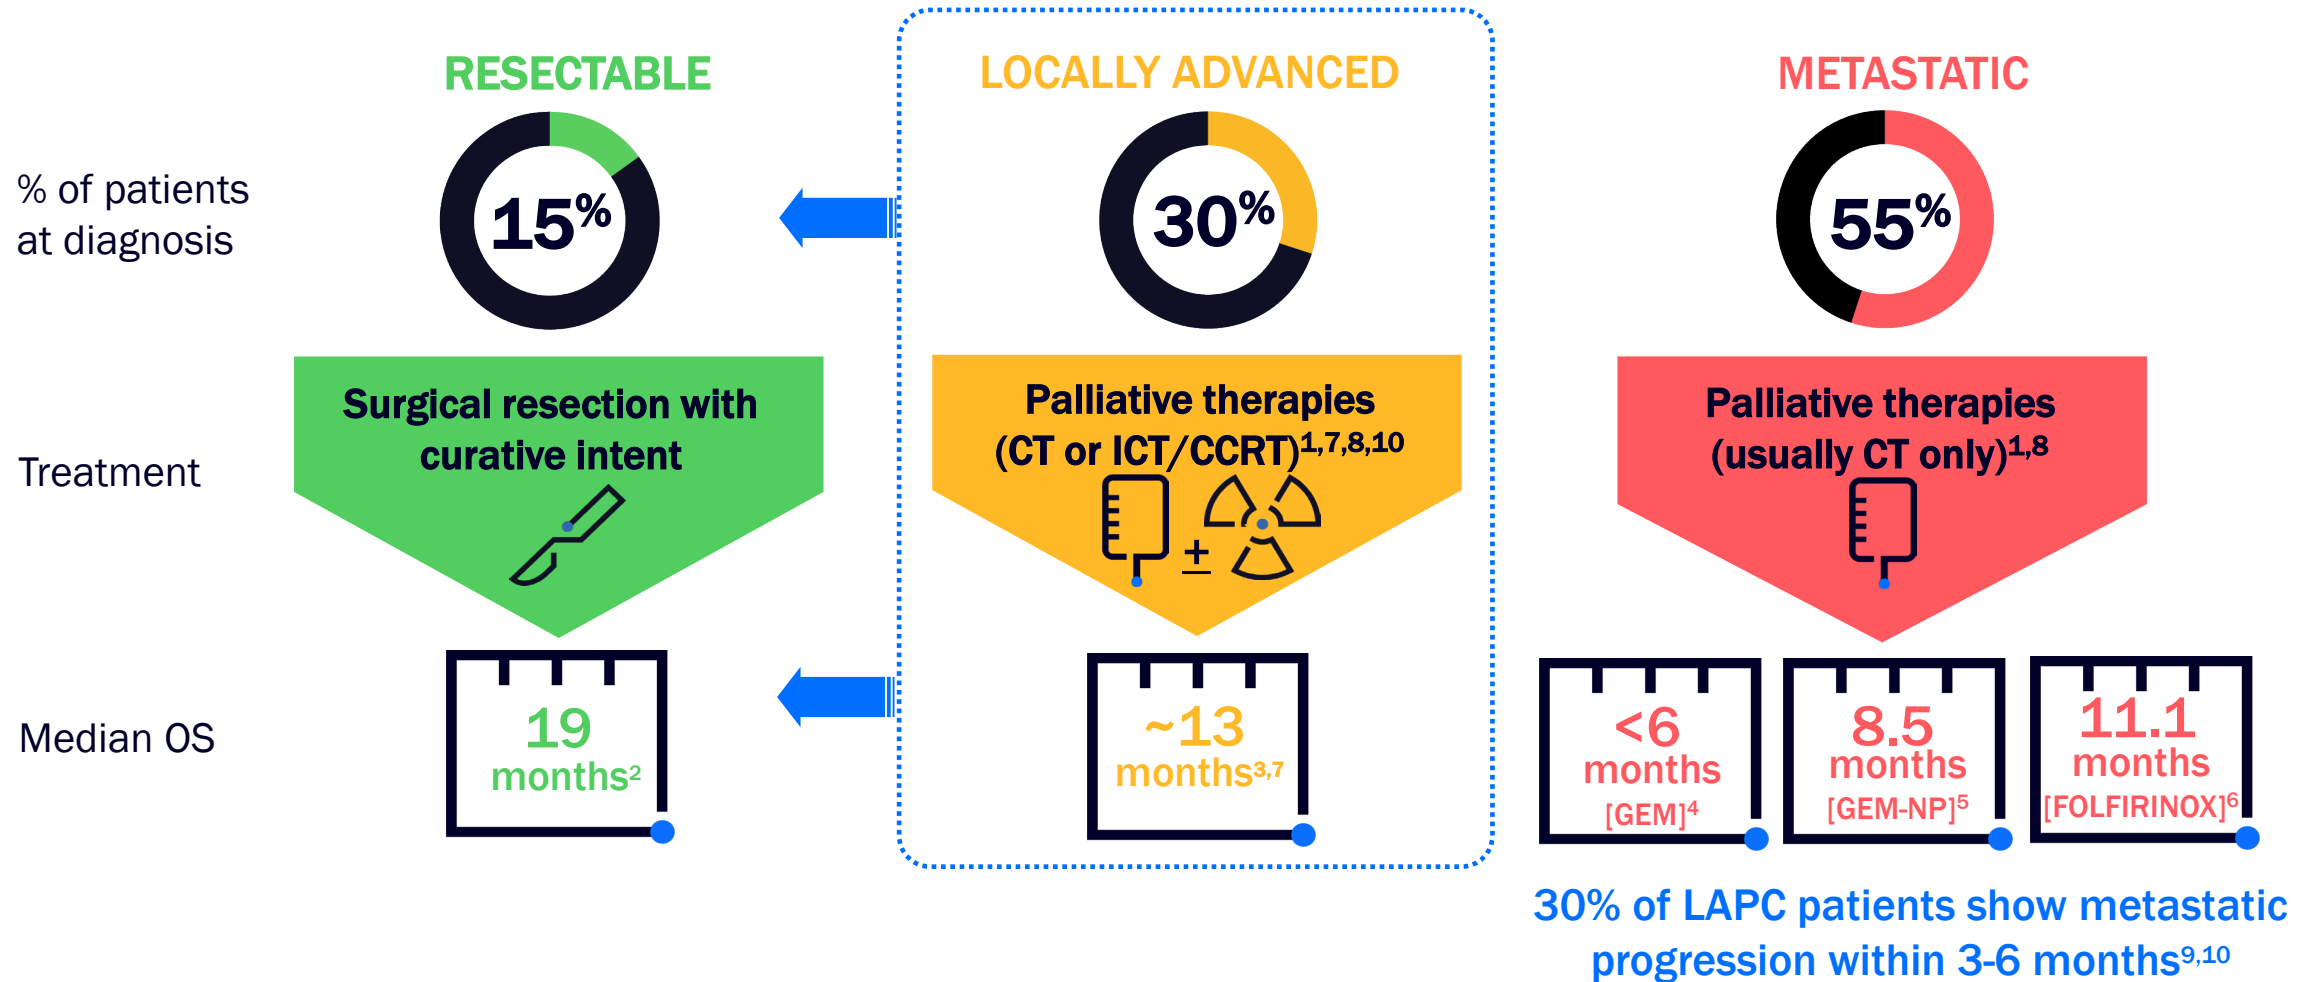 RESECTABLE
LOCALLY ADVANCED
METASTATIC
% of patients
at diagnosis
15%
30%
55%
Treatment
Surgical resection with
curative intent
Palliative therapies
(CT or ICT/CCRT)1,7,8,10
±
Palliative therapies
(usually CT only)1,8
Median OS
19
months2
~13
months3,7
<6
months
[GEM]4
8.5
months
[GEM-NP]5
11.1
months
[FOLFIRINOX]6
30% of LAPC patients show metastatic
progression within 3-6 months9,10